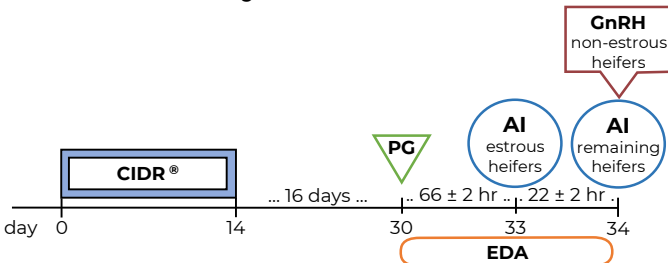 GnRH
non-estrous
heifers
AI
estrous
heifers
AI
remaining
heifers
PG
CIDR ®
... 16 days ...
.. 66 ± 2 hr ..
. 22 ± 2 hr .
day 0 14 30 33 34
EDA